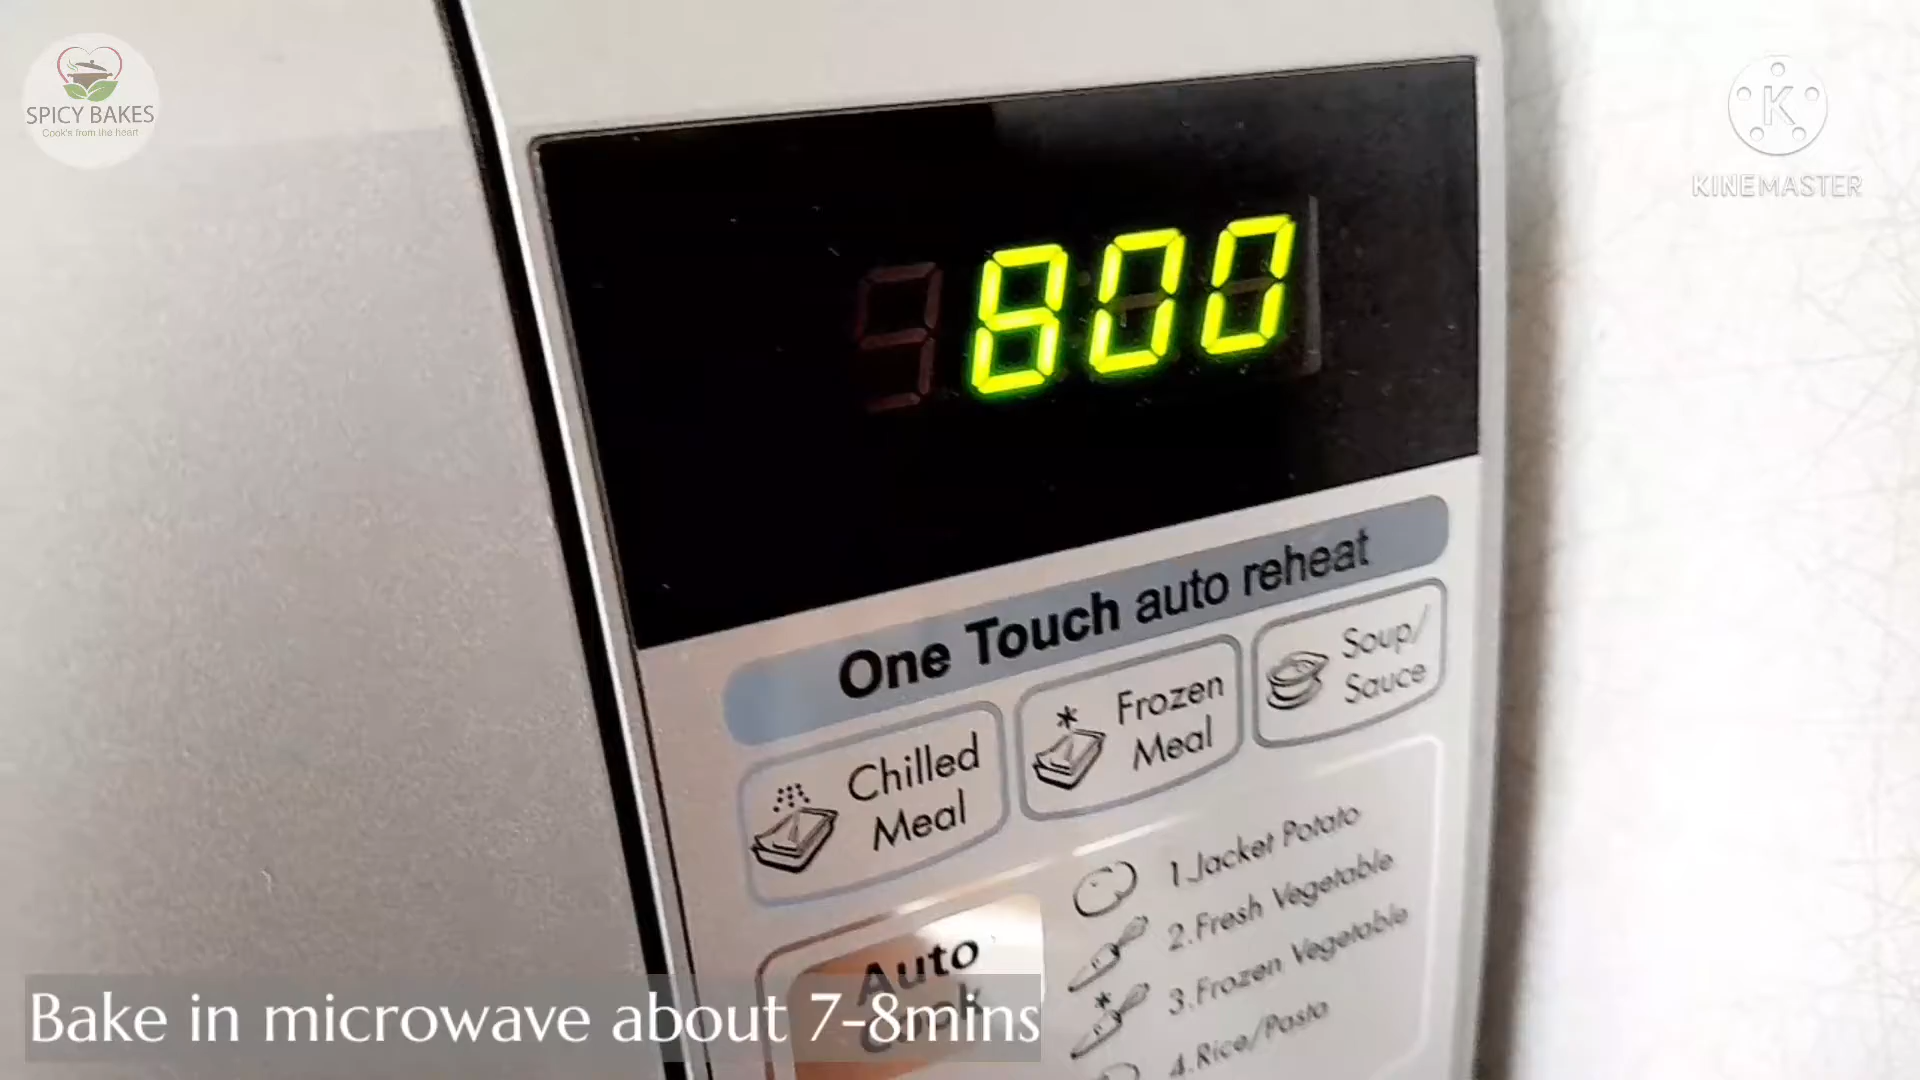 SPICY BAKES
Cook's from the heart
KINEMASTER
800
One Touch auto reheat
Chilled Meal
Frozen Meal
Soup/ Sauce
Auto Cook
1.Jacket Potato
2.Fresh Vegetable
3.Frozen Vegetable
4.Rice/Pasta
Bake in microwave about 7-8mins